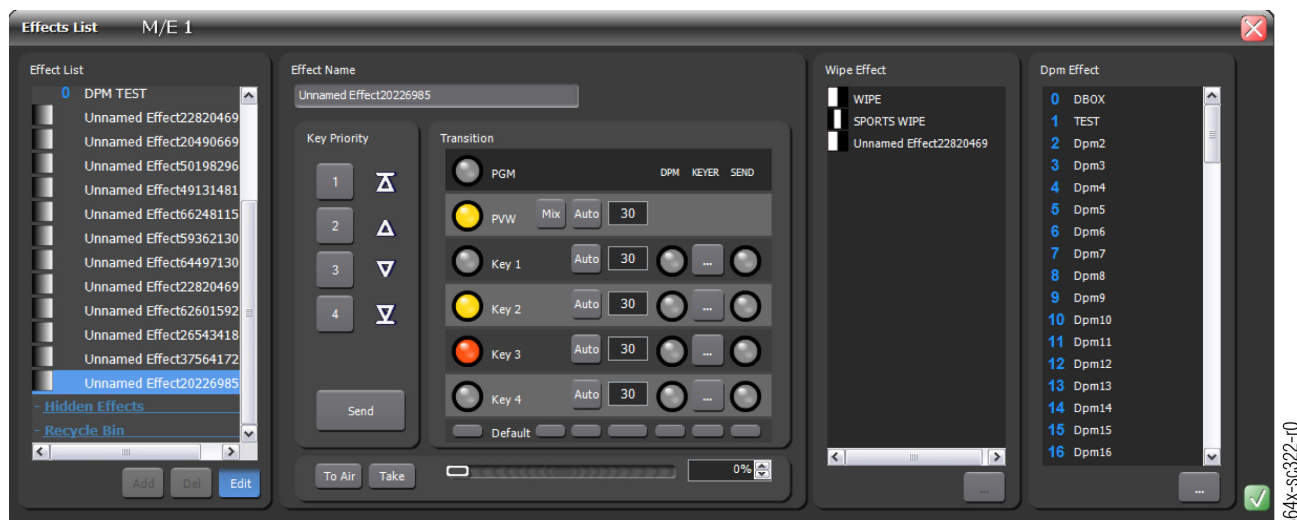 Effects List M/E 1
Effect List
0 DPM TEST
Unnamed Effect22820469
Unnamed Effect20490669
Unnamed Effect50198296
Unnamed Effect49131481
Unnamed Effect66248115
Unnamed Effect59362130
Unnamed Effect64497130
Unnamed Effect22820469
Unnamed Effect62601592
Unnamed Effect26543418
Unnamed Effect37564172
Unnamed Effect20226985
- Hidden Effects
- Recycle Bin
Add Del Edit
Effect Name
Unnamed Effect20226985
Key Priority
1
2
3
4
Send
Transition
PGM DPM KEYER SEND
PVW Mix Auto 30
Key 1 Auto 30 ...
Key 2 Auto 30 ...
Key 3 Auto 30 ...
Key 4 Auto 30 ...
Default
To Air Take 0%
Wipe Effect
WIPE
SPORTS WIPE
Unnamed Effect22820469
...
Dpm Effect
0 DBOX
1 TEST
2 Dpm2
3 Dpm3
4 Dpm4
5 Dpm5
6 Dpm6
7 Dpm7
8 Dpm8
9 Dpm9
10 Dpm10
11 Dpm11
12 Dpm12
13 Dpm13
14 Dpm14
15 Dpm15
16 Dpm16
...
64x-sc322-r0